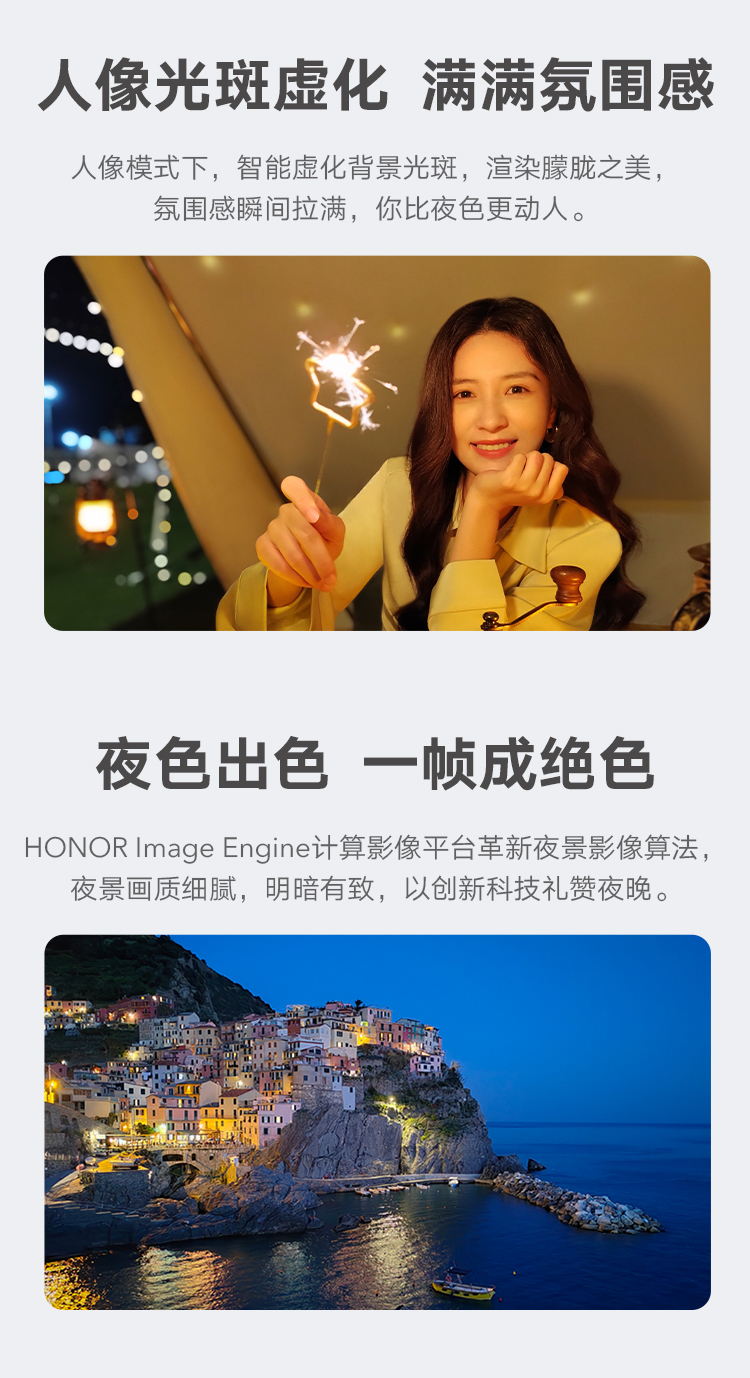 人像光斑虚化 满满氛围感
人像模式下，智能虚化背景光斑，渲染朦胧之美，
氛围感瞬间拉满，你比夜色更动人。
夜色出色 一帧成绝色
HONOR Image Engine计算影像平台革新夜景影像算法，
夜景画质细腻，明暗有致，以创新科技礼赞夜晚。